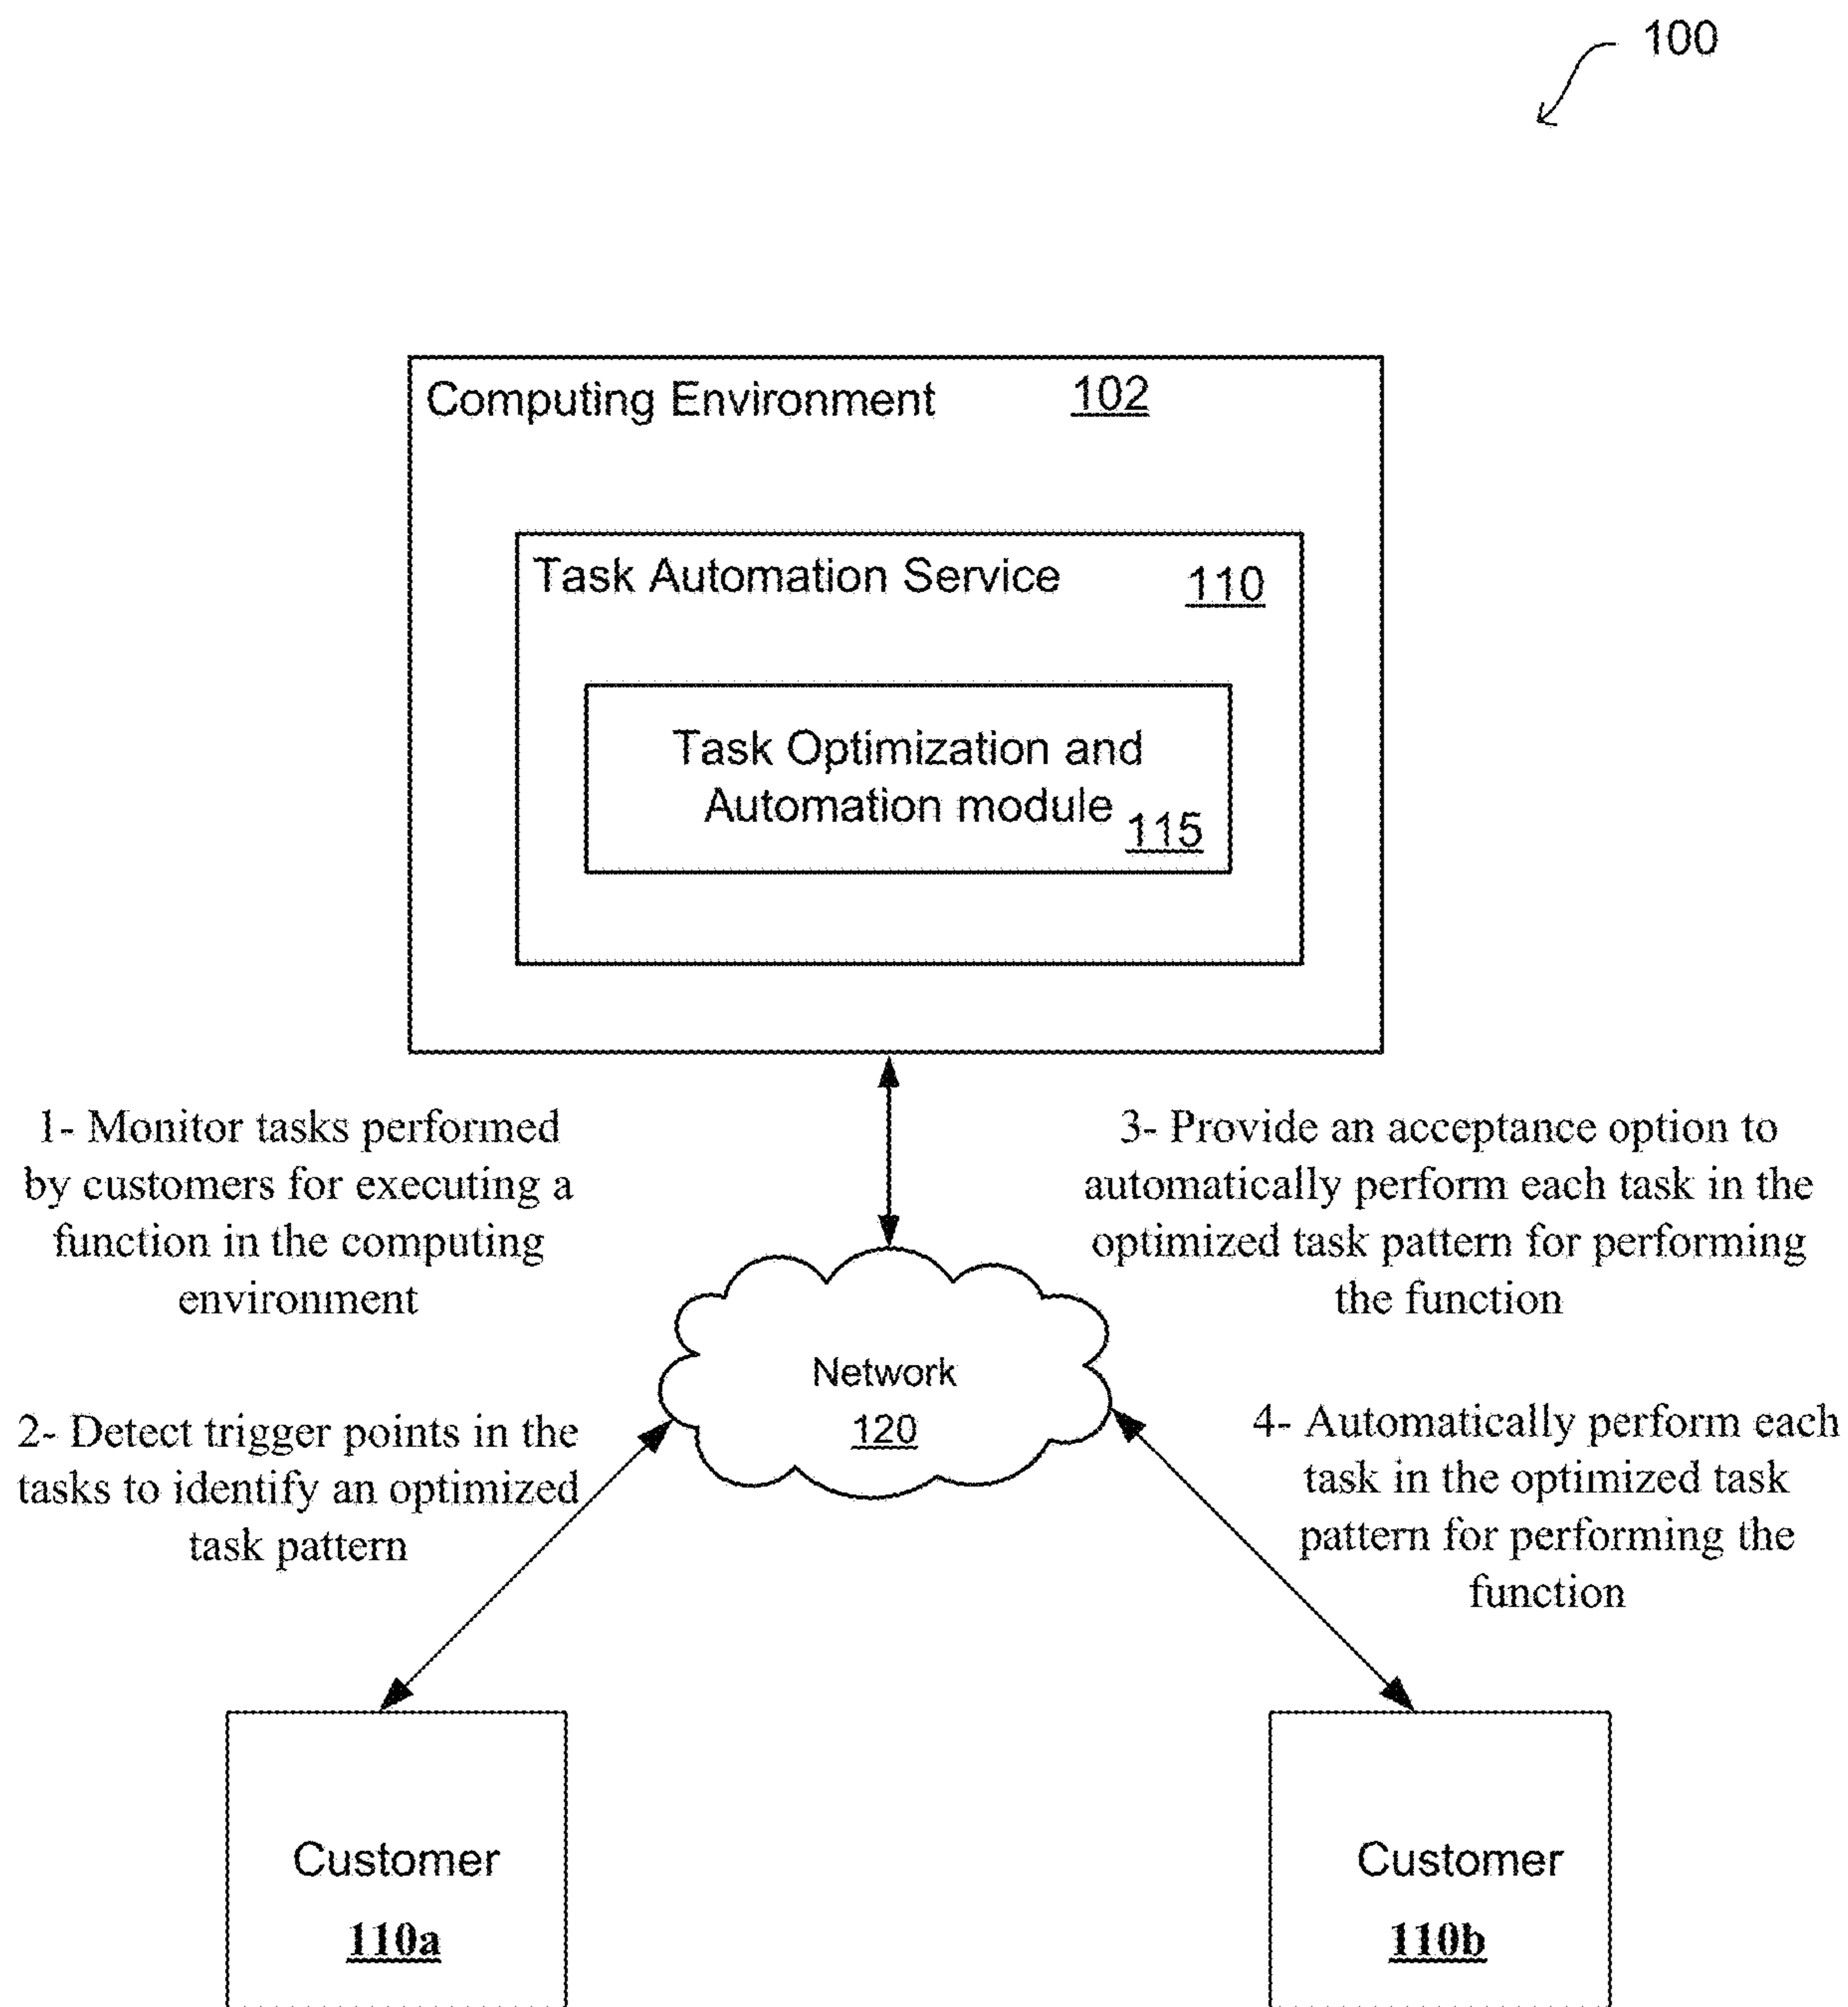 100
Computing Environment 102
Task Automation Service 110
Task Optimization and
Automation module
115
1- Monitor tasks performed
by customers for executing a
function in the computing
environment
3- Provide an acceptance option to
automatically perform each task in the
optimized task pattern for performing
the function
Network
120
2- Detect trigger points in the
tasks to identify an optimized
task pattern
4- Automatically perform each
task in the optimized task
pattern for performing the
function
Customer
110a
Customer
110b